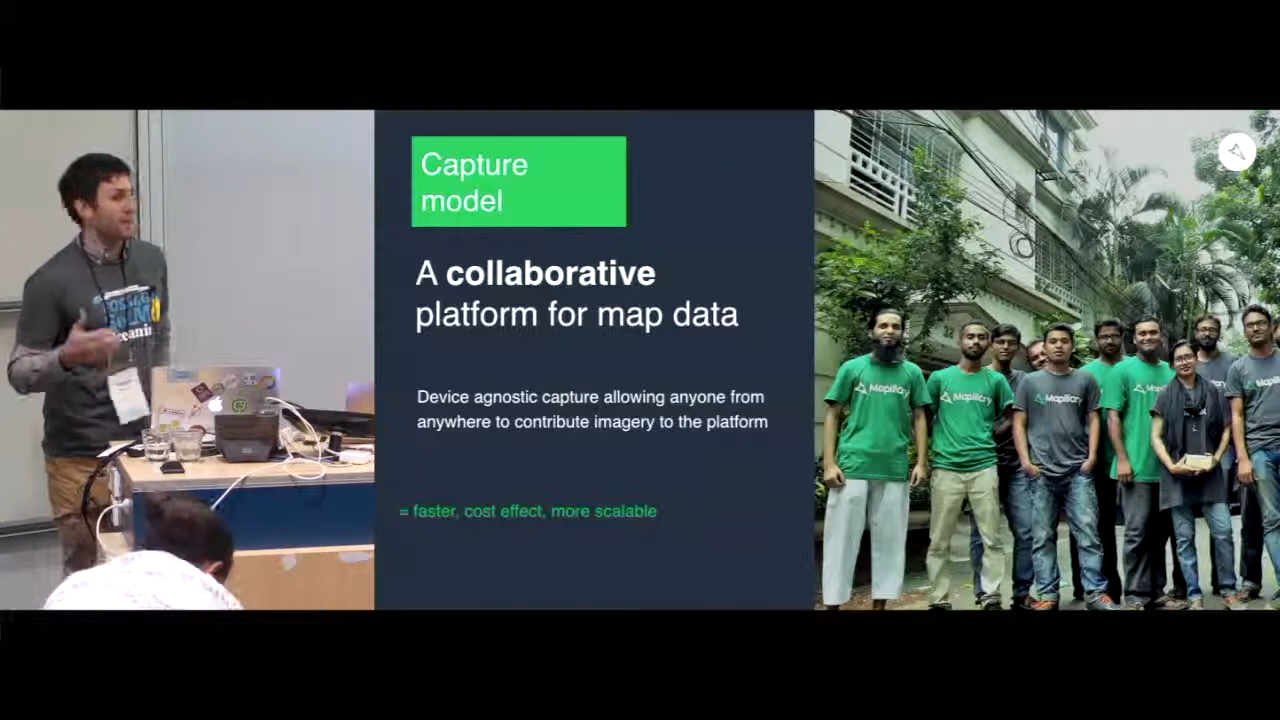 Capture
model
A collaborative
platform for map data
Device agnostic capture allowing anyone from
anywhere to contribute imagery to the platform
= faster, cost effect, more scalable
Mapillary
Mapillary
Mapillary